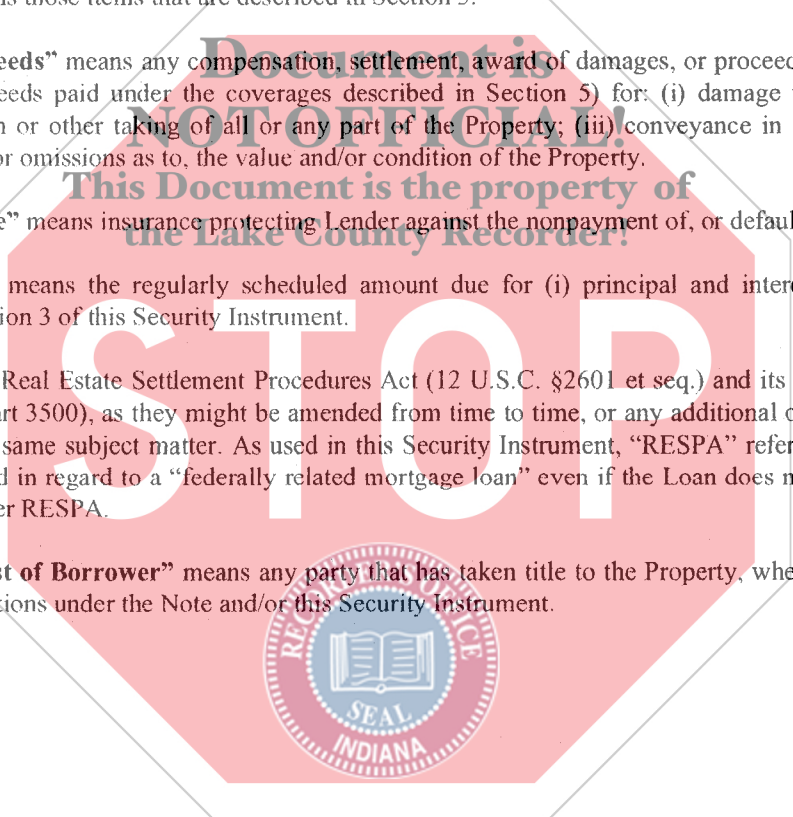 is those items that are described in Section 3.
Document is
eeds” means any compensation, settlement, award of damages, or proceed
eeds paid under the coverages described in Section 5) for: (i) damage
NOT OFFICIAL!
n or other taking of all or any part of the Property; (iii) conveyance in
or omissions as to, the value and/or condition of the Property.
This Document is the property of
e” means insurance protecting Lender against the nonpayment of, or defaul
the Lake County Recorder!
means the regularly scheduled amount due for (i) principal and inter
ion 3 of this Security Instrument.
STOP
Real Estate Settlement Procedures Act (12 U.S.C. §2601 et seq.) and its
art 3500), as they might be amended from time to time, or any additional o
same subject matter. As used in this Security Instrument, “RESPA” refer
d in regard to a “federally related mortgage loan” even if the Loan does n
er RESPA.
st of Borrower” means any party that has taken title to the Property, whe
tions under the Note and/or this Security Instrument.
RECORDER'S OFFICE
SEAL
INDIANA